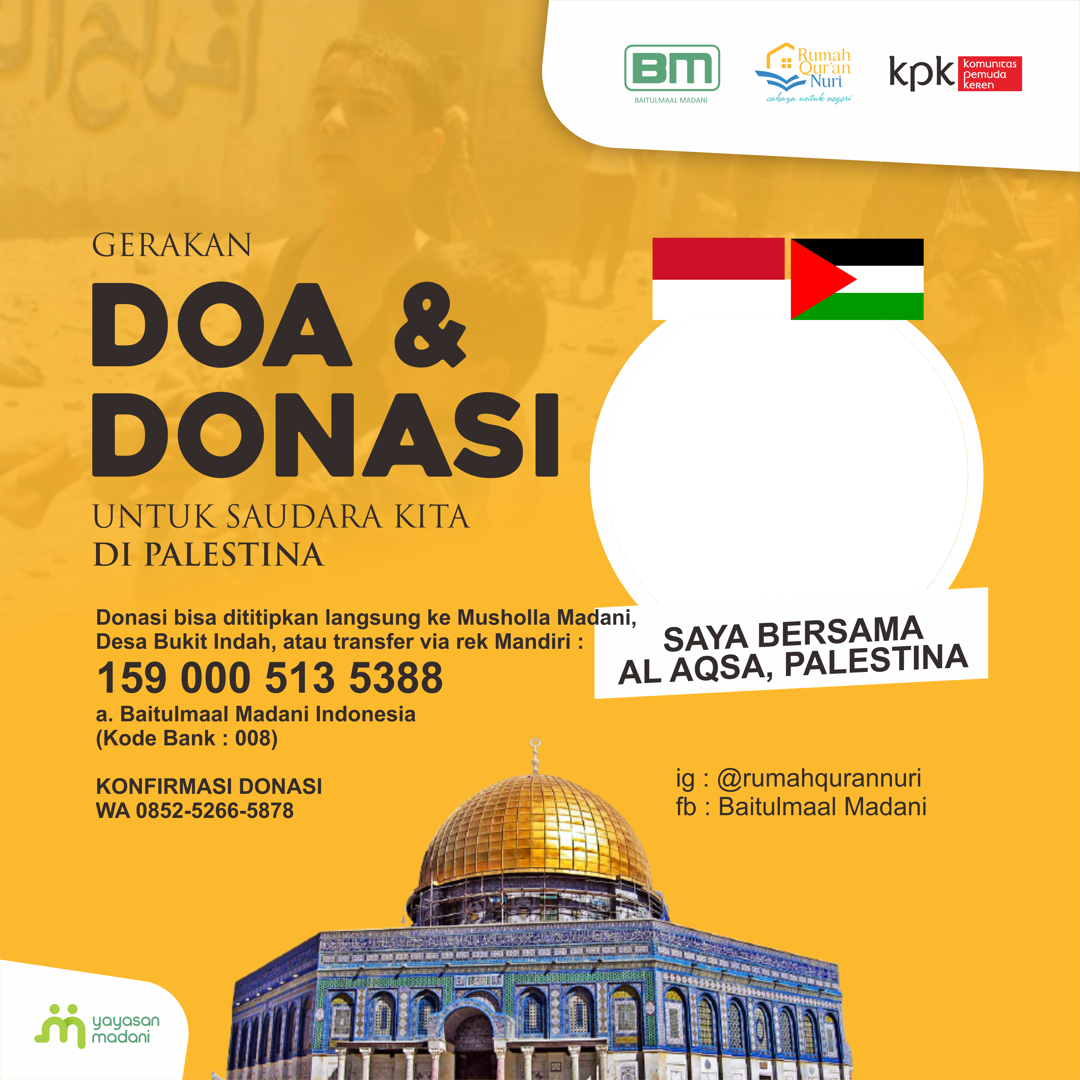 BM
BAITULMAAL MADANI
Rumah
Qur'an
Nuri
cahaya untuk negeri
kpk
komunitas
pemuda
keren
GERAKAN
DOA &
DONASI
UNTUK SAUDARA KITA
DI PALESTINA
Donasi bisa dititipkan langsung ke Musholla Madani,
Desa Bukit Indah, atau transfer via rek Mandiri :
159 000 513 5388
a. Baitulmaal Madani Indonesia
(Kode Bank : 008)
KONFIRMASI DONASI
WA 0852-5266-5878
SAYA BERSAMA
AL AQSA, PALESTINA
ig : @rumahqurannuri
fb : Baitulmaal Madani
yayasan
madani